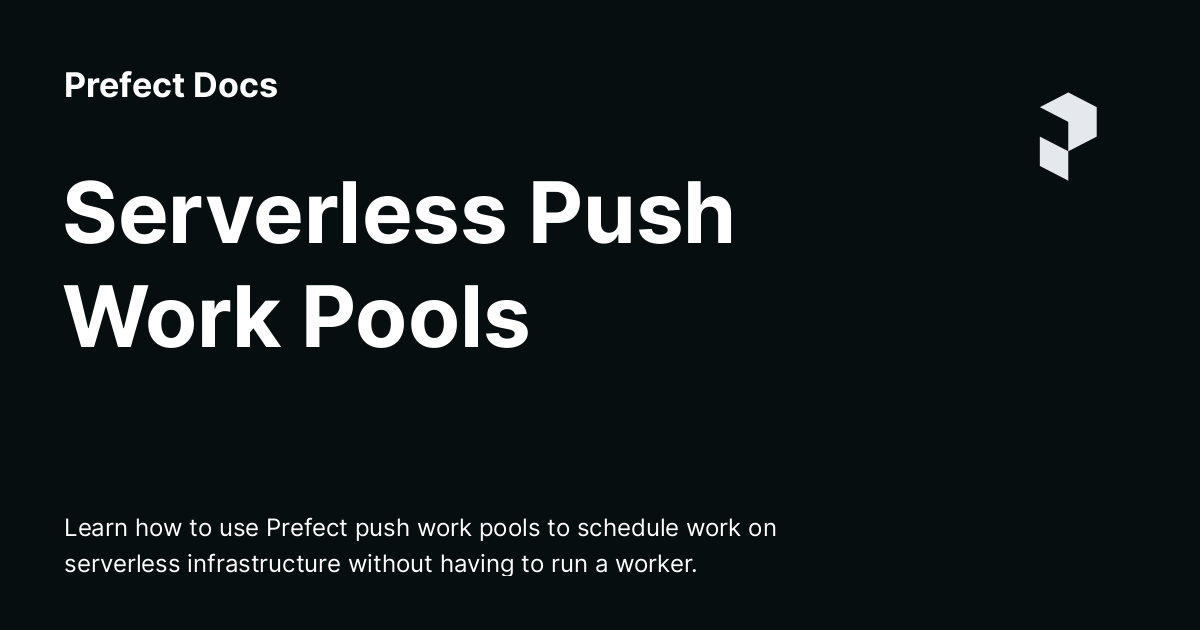 Prefect Docs
Serverless Push
Work Pools
Learn how to use Prefect push work pools to schedule work on
serverless infrastructure without having to run a worker.